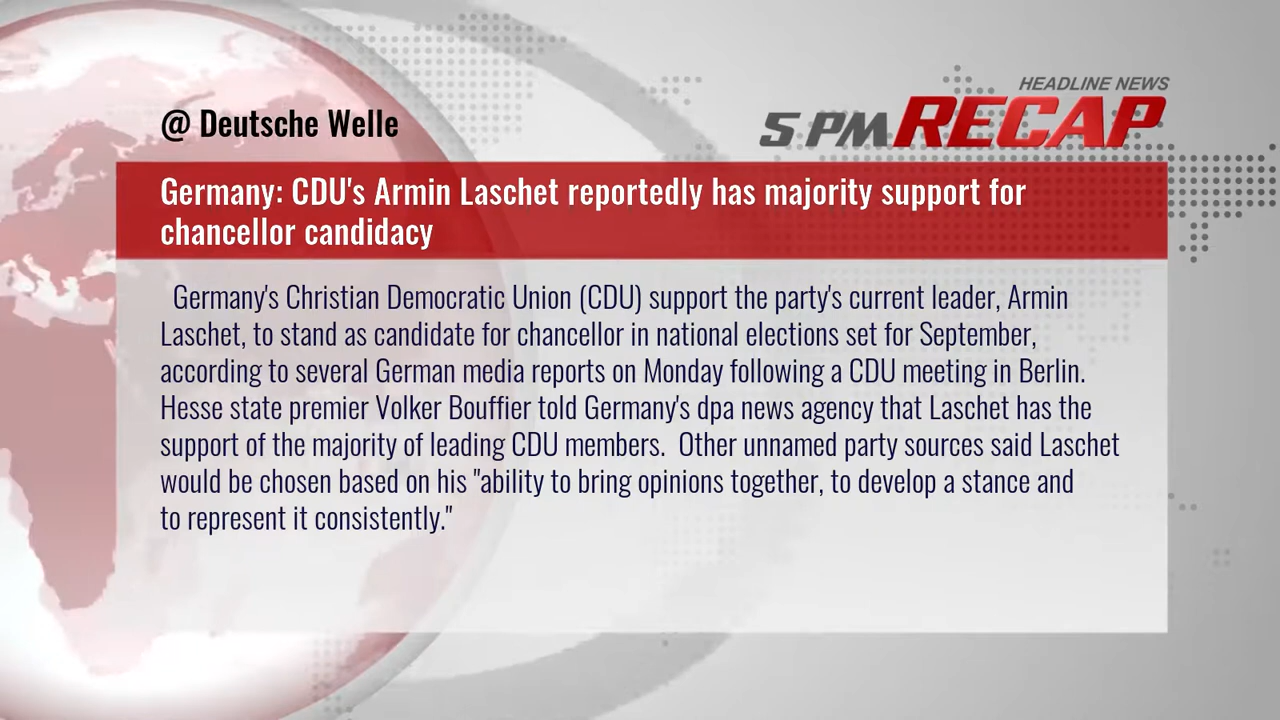 HEADLINE NEWS
@ Deutsche Welle
5 PM RECAP
Germany: CDU's Armin Laschet reportedly has majority support for
chancellor candidacy
Germany's Christian Democratic Union (CDU) support the party's current leader, Armin
Laschet, to stand as candidate for chancellor in national elections set for September,
according to several German media reports on Monday following a CDU meeting in Berlin.
Hesse state premier Volker Bouffier told Germany's dpa news agency that Laschet has the
support of the majority of leading CDU members.  Other unnamed party sources said Laschet
would be chosen based on his "ability to bring opinions together, to develop a stance and
to represent it consistently."